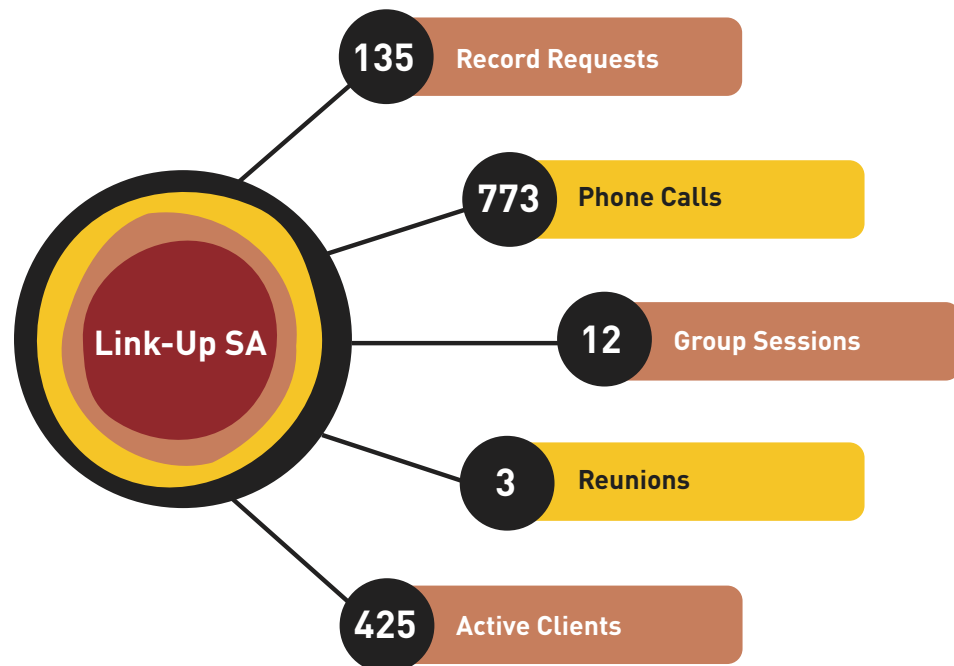 135 Record Requests
773 Phone Calls
Link-Up SA
12 Group Sessions
3 Reunions
425 Active Clients